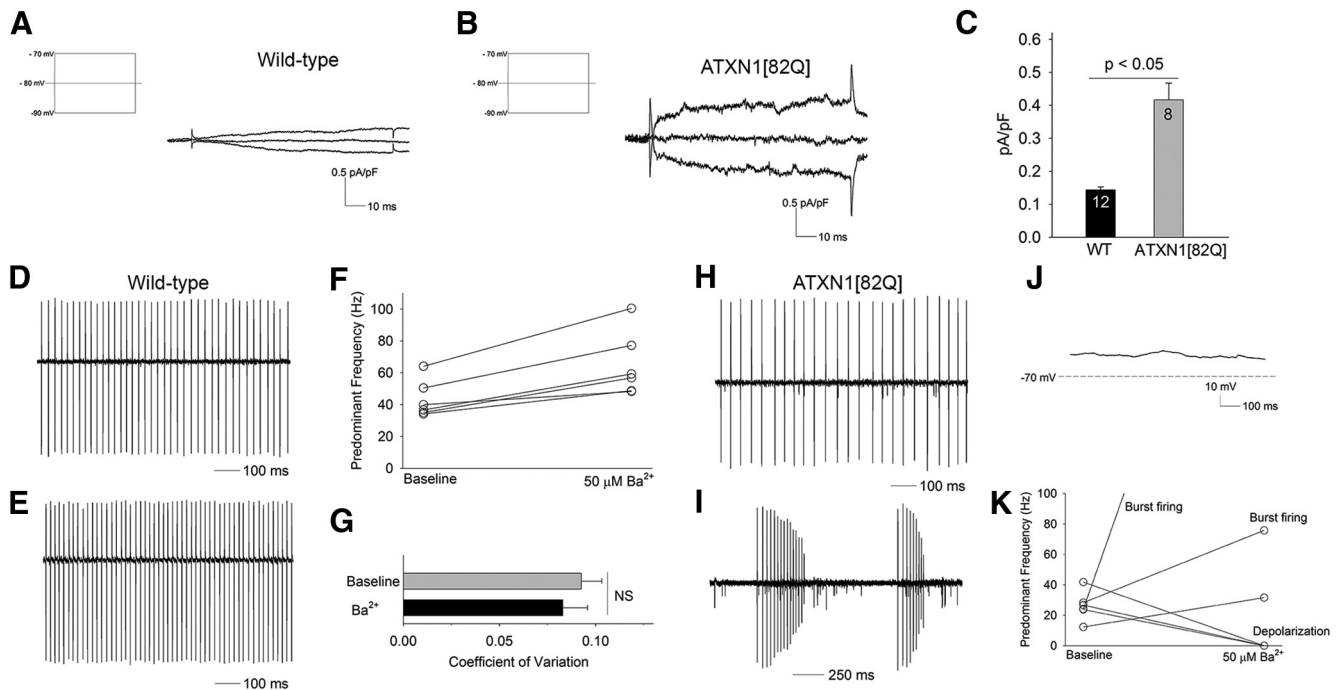 A
- 70 mV
- 80 mV
-90 mV
Wild-type
0.5 pA/pF
10 ms
B
- 70 mV
- 80 mV
-90 mV
ATXN1[82Q]
0.5 pA/pF
10 ms
C
0.6
0.5
0.4
0.3
0.2
0.1
0.0
pA/pF
p < 0.05
12
8
WT
ATXN1[82Q]
D
Wild-type
100 ms
E
100 ms
F
Predominant Frequency (Hz)
100
80
60
40
20
0
Baseline
50 µM Ba²⁺
G
Baseline
Ba²⁺
NS
0.00
0.05
0.10
Coefficient of Variation
H
ATXN1[82Q]
100 ms
I
250 ms
J
-70 mV
10 mV
100 ms
K
Predominant Frequency (Hz)
100
80
60
40
20
0
Burst firing
Burst firing
Depolarization
Baseline
50 µM Ba²⁺